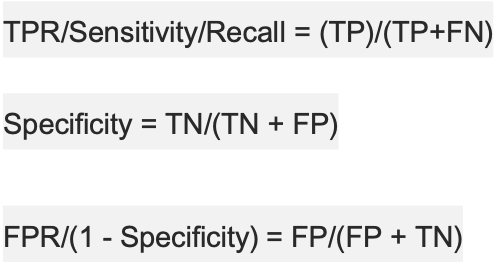 TPR/Sensitivity/Recall = (TP)/(TP+FN)
Specificity = TN/(TN + FP)
FPR/(1 - Specificity) = FP/(FP + TN)